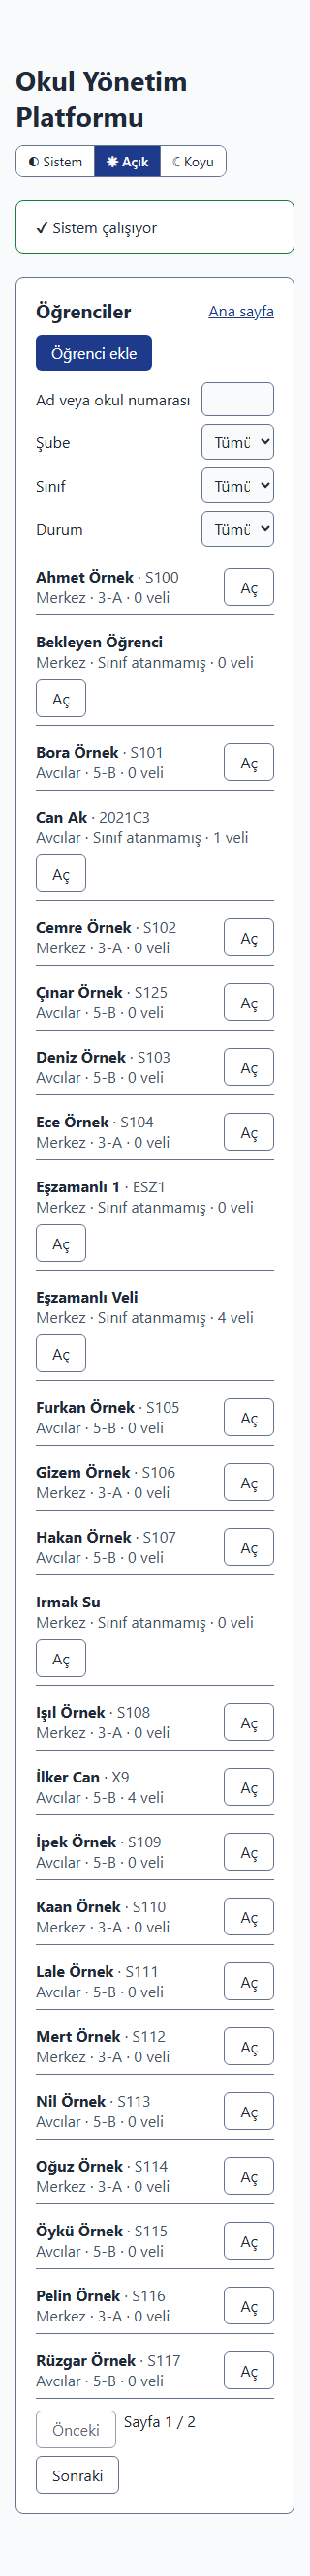 Okul Yönetim
Platformu
Sistem
Açık
Koyu
✓ Sistem çalışıyor
Öğrenciler
Ana sayfa
Öğrenci ekle
Ad veya okul numarası
Şube
Tümü
Sınıf
Tümü
Durum
Tümü
Ahmet Örnek · S100
Merkez · 3-A · 0 veli
Aç
Bekleyen Öğrenci
Merkez · Sınıf atanmamış · 0 veli
Aç
Bora Örnek · S101
Avcılar · 5-B · 0 veli
Aç
Can Ak · 2021C3
Avcılar · Sınıf atanmamış · 1 veli
Aç
Cemre Örnek · S102
Merkez · 3-A · 0 veli
Aç
Çınar Örnek · S125
Avcılar · 5-B · 0 veli
Aç
Deniz Örnek · S103
Avcılar · 5-B · 0 veli
Aç
Ece Örnek · S104
Merkez · 3-A · 0 veli
Aç
Eşzamanlı 1 · ESZ1
Merkez · Sınıf atanmamış · 0 veli
Aç
Eşzamanlı Veli
Merkez · Sınıf atanmamış · 4 veli
Aç
Furkan Örnek · S105
Avcılar · 5-B · 0 veli
Aç
Gizem Örnek · S106
Merkez · 3-A · 0 veli
Aç
Hakan Örnek · S107
Avcılar · 5-B · 0 veli
Aç
Irmak Su
Merkez · Sınıf atanmamış · 0 veli
Aç
Işıl Örnek · S108
Merkez · 3-A · 0 veli
Aç
İlker Can · X9
Avcılar · 5-B · 4 veli
Aç
İpek Örnek · S109
Avcılar · 5-B · 0 veli
Aç
Kaan Örnek · S110
Merkez · 3-A · 0 veli
Aç
Lale Örnek · S111
Avcılar · 5-B · 0 veli
Aç
Mert Örnek · S112
Merkez · 3-A · 0 veli
Aç
Nil Örnek · S113
Avcılar · 5-B · 0 veli
Aç
Oğuz Örnek · S114
Merkez · 3-A · 0 veli
Aç
Öykü Örnek · S115
Avcılar · 5-B · 0 veli
Aç
Pelin Örnek · S116
Merkez · 3-A · 0 veli
Aç
Rüzgar Örnek · S117
Avcılar · 5-B · 0 veli
Aç
Önceki
Sayfa 1 / 2
Sonraki